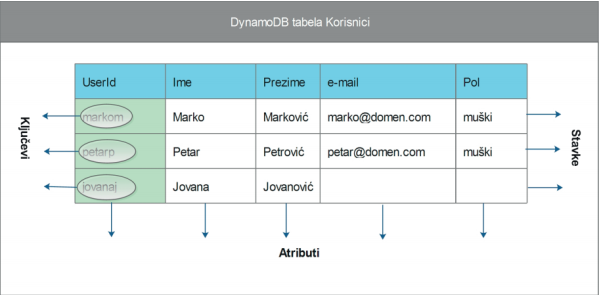 DynamoDB tabela Korisnici
UserId Ime Prezime e-mail Pol
markom Marko Marković marko@domen.com muški
petarp Petar Petrović petar@domen.com muški
jovanaj Jovana Jovanović
Ključevi
Stavke
Atributi